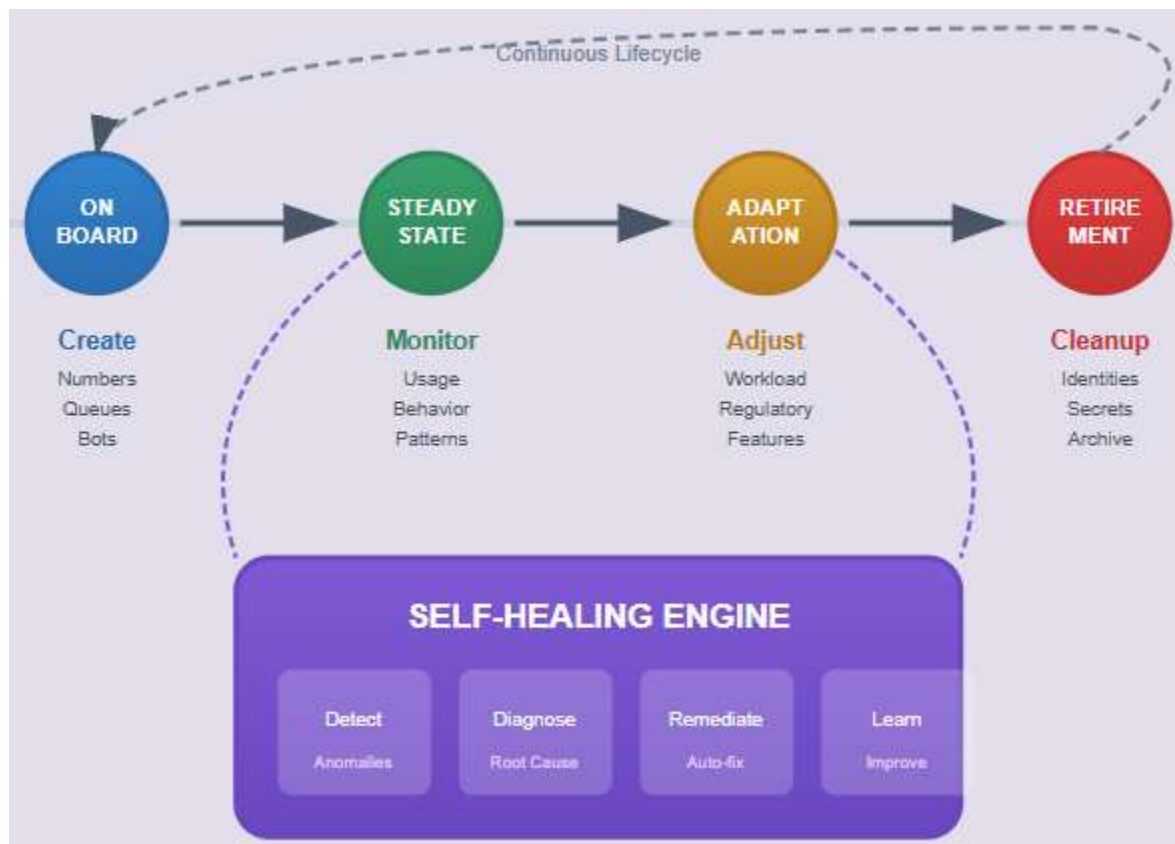 Continuous Lifecycle
ON
BOARD
STEADY
STATE
ADAPT
ATION
RETIRE
MENT
Create
Numbers
Queues
Bots
Monitor
Usage
Behavior
Patterns
Adjust
Workload
Regulatory
Features
Cleanup
Identities
Secrets
Archive
SELF-HEALING ENGINE
Detect
Anomalies
Diagnose
Root Cause
Remediate
Auto-fix
Learn
Improve